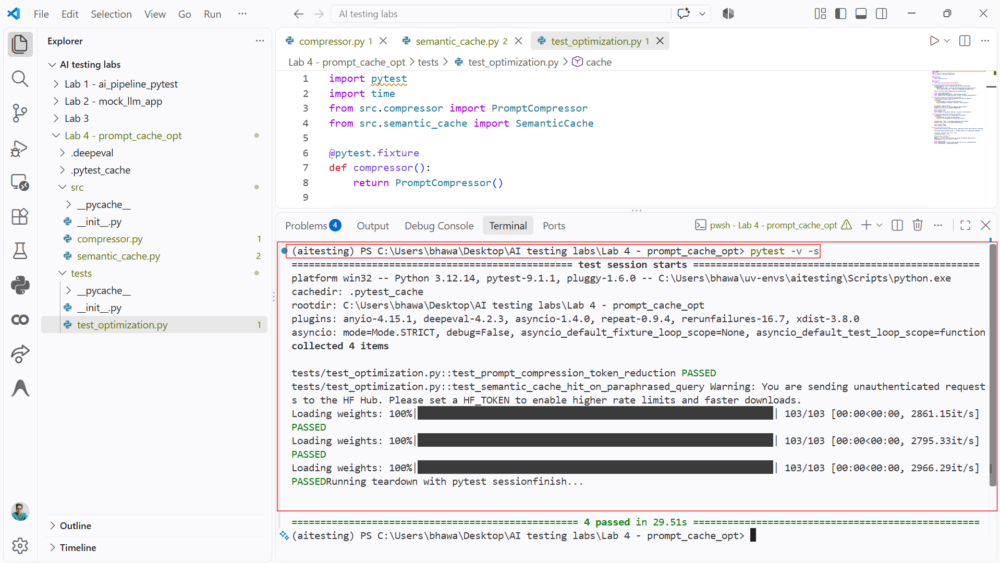 File Edit Selection View Go Run ···
AI testing labs
Explorer
AI testing labs
Lab 1 - ai_pipeline_pytest
Lab 2 - mock_llm_app
Lab 3
Lab 4 - prompt_cache_opt
.deepeval
.pytest_cache
src
__pycache__
__init__.py
compressor.py 1
semantic_cache.py 2
tests
__pycache__
__init__.py
test_optimization.py 1
Outline
Timeline
compressor.py 1 semantic_cache.py 2 test_optimization.py 1
Lab 4 - prompt_cache_opt > tests > test_optimization.py > cache
1 import pytest
2 import time
3 from src.compressor import PromptCompressor
4 from src.semantic_cache import SemanticCache
5
6 @pytest.fixture
7 def compressor():
8     return PromptCompressor()
9
Problems 4 Output Debug Console Terminal Ports
pwsh - Lab 4 - prompt_cache_opt
(aitesting) PS C:\Users\bhawa\Desktop\AI testing labs\Lab 4 - prompt_cache_opt> pytest -v -s
================================================= test session starts ==================================================
platform win32 -- Python 3.12.14, pytest-9.1.1, pluggy-1.6.0 -- C:\Users\bhawa\uv-envs\aitesting\Scripts\python.exe
cachedir: .pytest_cache
rootdir: C:\Users\bhawa\Desktop\AI testing labs\Lab 4 - prompt_cache_opt
plugins: anyio-4.15.1, deepeval-4.2.3, asyncio-1.4.0, repeat-0.9.4, rerunfailures-16.7, xdist-3.8.0
asyncio: mode=Mode.STRICT, debug=False, asyncio_default_fixture_loop_scope=None, asyncio_default_test_loop_scope=function
collected 4 items
tests/test_optimization.py::test_prompt_compression_token_reduction PASSED
tests/test_optimization.py::test_semantic_cache_hit_on_paraphrased_query Warning: You are sending unauthenticated request
s to the HF Hub. Please set a HF_TOKEN to enable higher rate limits and faster downloads.
Loading weights: 100%| | 103/103 [00:00<00:00, 2861.15it/s]
PASSED
Loading weights: 100%| | 103/103 [00:00<00:00, 2795.33it/s]
PASSED
Loading weights: 100%| | 103/103 [00:00<00:00, 2966.29it/s]
PASSEDRunning teardown with pytest sessionfinish...
================================================== 4 passed in 29.51s ==================================================
(aitesting) PS C:\Users\bhawa\Desktop\AI testing labs\Lab 4 - prompt_cache_opt>